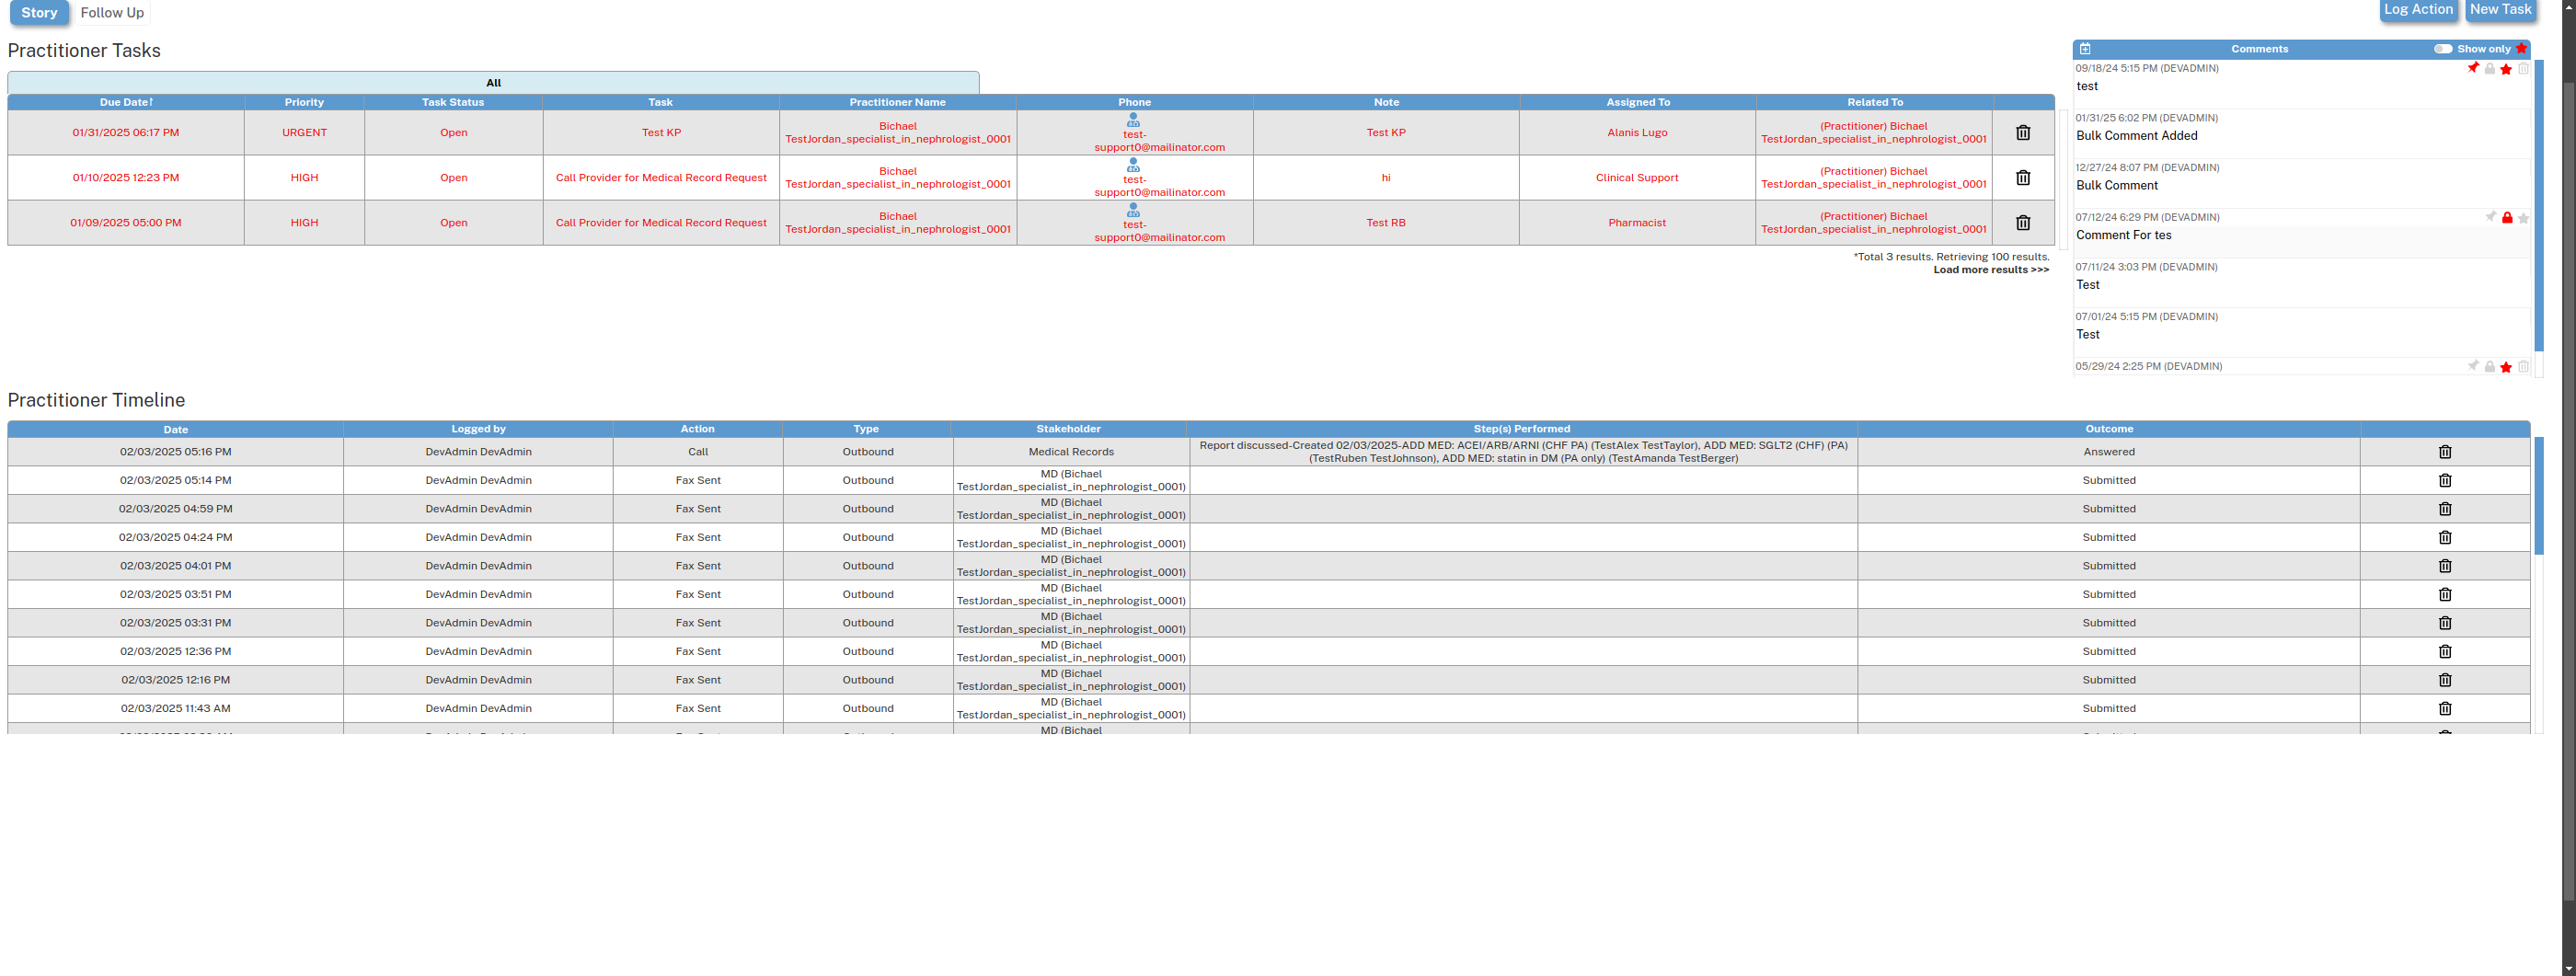 Story Follow Up Log Action New Task
Practitioner Tasks
All
Due Date↑ Priority Task Status Task Practitioner Name Phone Note Assigned To Related To
01/31/2025 06:17 PM URGENT Open Test KP Bichael TestJordan_specialist_in_nephrologist_0001 test-support0@mailinator.com Test KP Alanis Lugo (Practitioner) Bichael TestJordan_specialist_in_nephrologist_0001
01/10/2025 12:23 PM HIGH Open Call Provider for Medical Record Request Bichael TestJordan_specialist_in_nephrologist_0001 test-support0@mailinator.com hi Clinical Support (Practitioner) Bichael TestJordan_specialist_in_nephrologist_0001
01/09/2025 05:00 PM HIGH Open Call Provider for Medical Record Request Bichael TestJordan_specialist_in_nephrologist_0001 test-support0@mailinator.com Test RB Pharmacist (Practitioner) Bichael TestJordan_specialist_in_nephrologist_0001
*Total 3 results. Retrieving 100 results.
Load more results >>>
Comments Show only
09/18/24 5:15 PM (DEVADMIN)
test
01/31/25 6:02 PM (DEVADMIN)
Bulk Comment Added
12/27/24 8:07 PM (DEVADMIN)
Bulk Comment
07/12/24 6:29 PM (DEVADMIN)
Comment For tes
07/11/24 3:03 PM (DEVADMIN)
Test
07/01/24 5:15 PM (DEVADMIN)
Test
05/29/24 2:25 PM (DEVADMIN)
Practitioner Timeline
Date Logged by Action Type Stakeholder Step(s) Performed Outcome
02/03/2025 05:16 PM DevAdmin DevAdmin Call Outbound Medical Records Report discussed-Created 02/03/2025-ADD MED: ACEI/ARB/ARNI (CHF PA) (TestAlex TestTaylor), ADD MED: SGLT2 (CHF) (PA) (TestRuben TestJohnson), ADD MED: statin in DM (PA only) (TestAmanda TestBerger) Answered
02/03/2025 05:14 PM DevAdmin DevAdmin Fax Sent Outbound MD (Bichael TestJordan_specialist_in_nephrologist_0001) Submitted
02/03/2025 04:59 PM DevAdmin DevAdmin Fax Sent Outbound MD (Bichael TestJordan_specialist_in_nephrologist_0001) Submitted
02/03/2025 04:24 PM DevAdmin DevAdmin Fax Sent Outbound MD (Bichael TestJordan_specialist_in_nephrologist_0001) Submitted
02/03/2025 04:01 PM DevAdmin DevAdmin Fax Sent Outbound MD (Bichael TestJordan_specialist_in_nephrologist_0001) Submitted
02/03/2025 03:51 PM DevAdmin DevAdmin Fax Sent Outbound MD (Bichael TestJordan_specialist_in_nephrologist_0001) Submitted
02/03/2025 03:31 PM DevAdmin DevAdmin Fax Sent Outbound MD (Bichael TestJordan_specialist_in_nephrologist_0001) Submitted
02/03/2025 12:36 PM DevAdmin DevAdmin Fax Sent Outbound MD (Bichael TestJordan_specialist_in_nephrologist_0001) Submitted
02/03/2025 12:16 PM DevAdmin DevAdmin Fax Sent Outbound MD (Bichael TestJordan_specialist_in_nephrologist_0001) Submitted
02/03/2025 11:43 AM DevAdmin DevAdmin Fax Sent Outbound MD (Bichael TestJordan_specialist_in_nephrologist_0001) Submitted
MD (Bichael